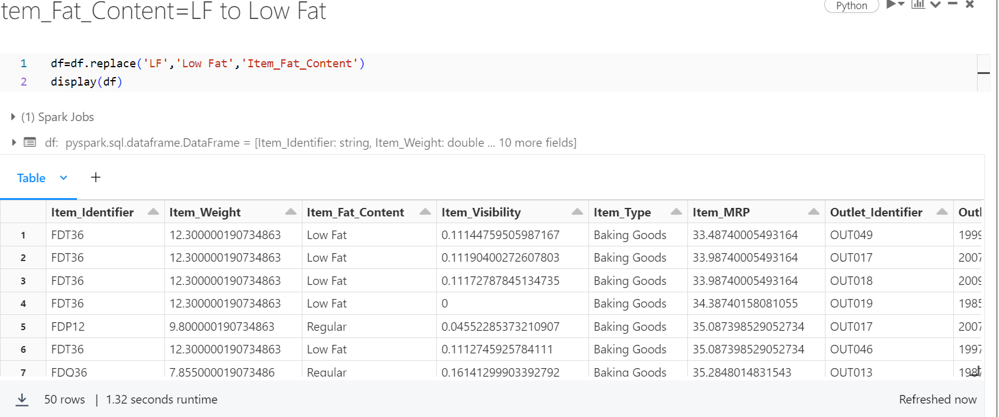 tem_Fat_Content=LF to Low Fat
Python
1 df=df.replace('LF','Low Fat','Item_Fat_Content')
2 display(df)
(1) Spark Jobs
df: pyspark.sql.dataframe.DataFrame = [Item_Identifier: string, Item_Weight: double ... 10 more fields]
Table +
Item_Identifier Item_Weight Item_Fat_Content Item_Visibility Item_Type Item_MRP Outlet_Identifier Outl
1 FDT36 12.300000190734863 Low Fat 0.11144759505987167 Baking Goods 33.48740005493164 OUT049 1999
2 FDT36 12.300000190734863 Low Fat 0.11190400272607803 Baking Goods 33.98740005493164 OUT017 2007
3 FDT36 12.300000190734863 Low Fat 0.11172787845134735 Baking Goods 33.98740005493164 OUT018 2009
4 FDT36 12.300000190734863 Low Fat 0 Baking Goods 34.38740158081055 OUT019 1985
5 FDP12 9.800000190734863 Regular 0.04552285373210907 Baking Goods 35.087398529052734 OUT017 2007
6 FDT36 12.300000190734863 Low Fat 0.1112745925784111 Baking Goods 35.087398529052734 OUT046 1997
7 FDQ36 7.855000019073486 Regular 0.16141299903392792 Baking Goods 35.2848014831543 OUT013 1987
50 rows | 1.32 seconds runtime
Refreshed now